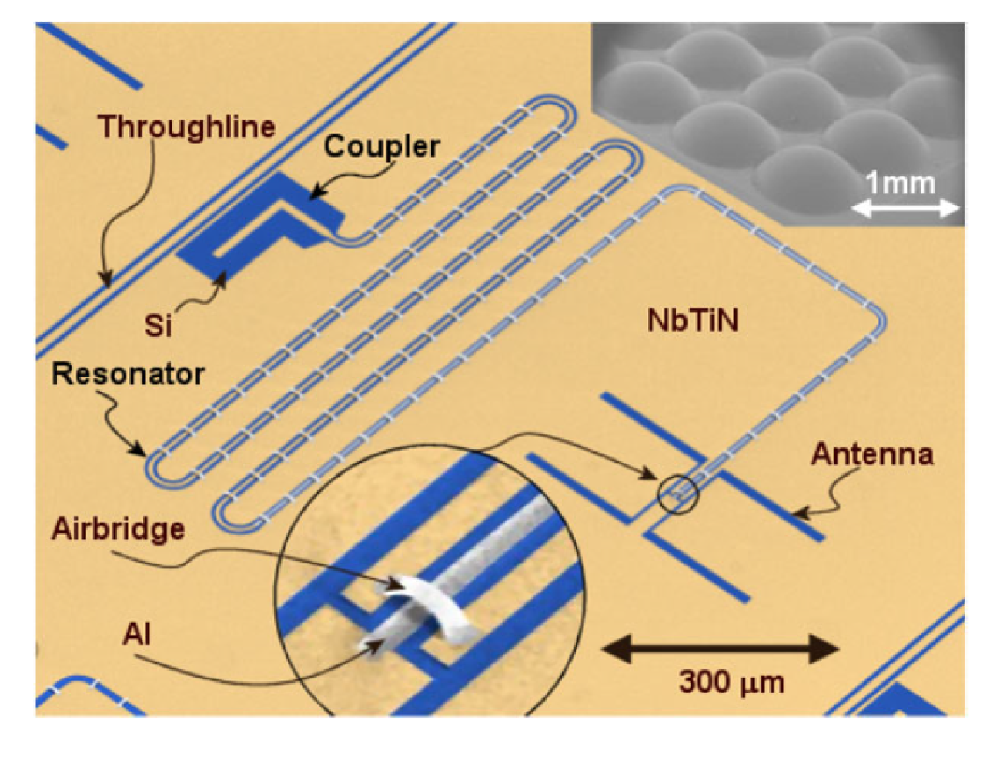 Throughline
Coupler
1mm
Si
NbTiN
Resonator
Antenna
Airbridge
Al
300 μm